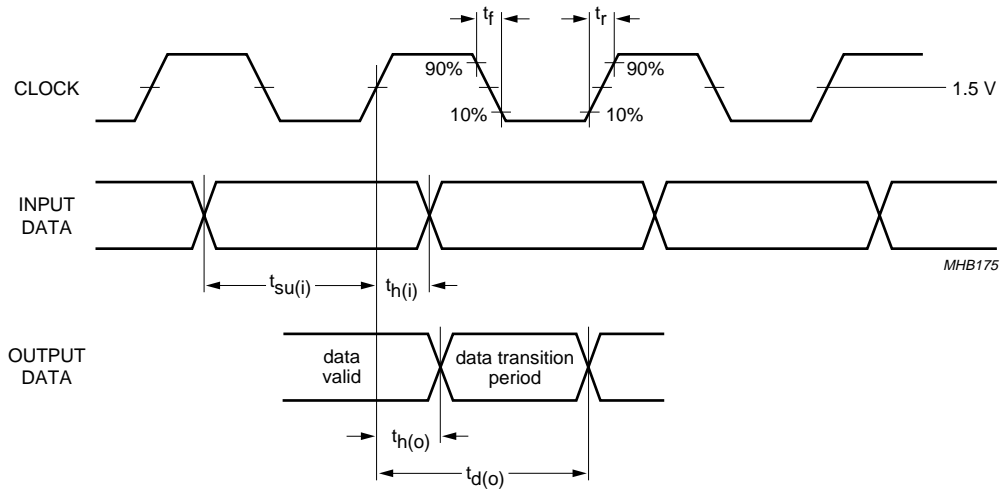 tf
tr
90%
90%
CLOCK
1.5 V
10%
10%
INPUT
DATA
MHB175
tsu(i)
th(i)
OUTPUT
DATA
data
valid
data transition
period
th(o)
td(o)